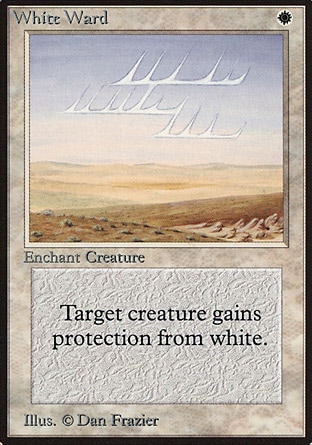 White Ward
Enchant Creature
Target creature gains
protection from white.
Illus. © Dan Frazier